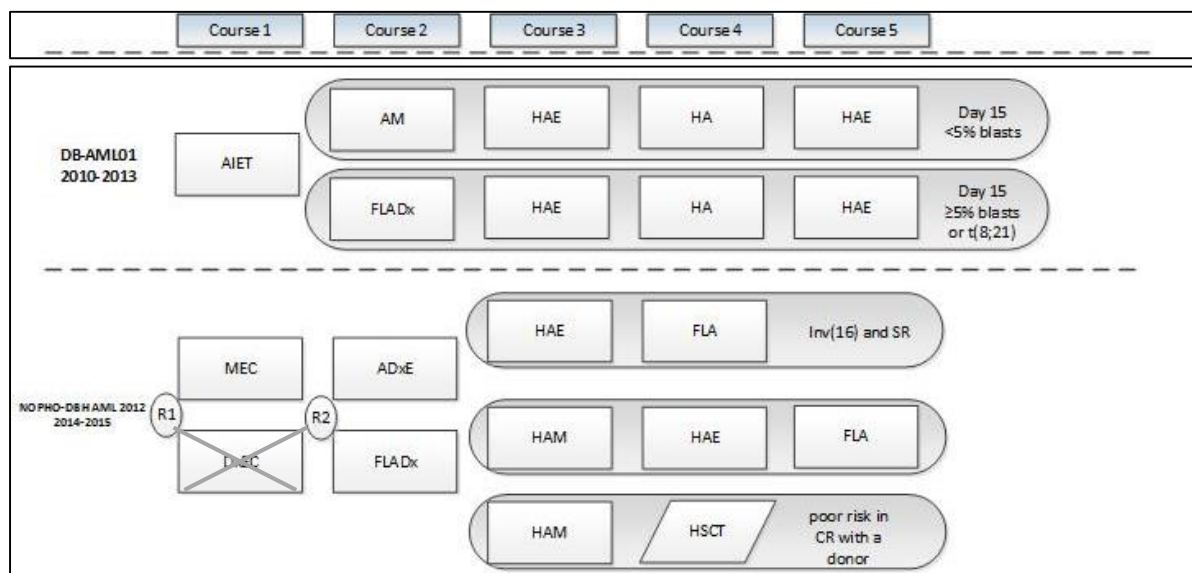 Course 1 Course 2 Course 3 Course 4 Course 5
DB-AML01
2010-2013
AIET
AM HAE HA HAE
Day 15
<5% blasts
FLADx HAE HA HAE
Day 15
≥5% blasts
or t(8;21)
NOPHO-DBH AML 2012
2014-2015
R1
MEC
R2
ADxE
FLADx
HAE FLA Inv(16) and SR
HAM HAE FLA
HAM HSCT
poor risk in
CR with a
donor